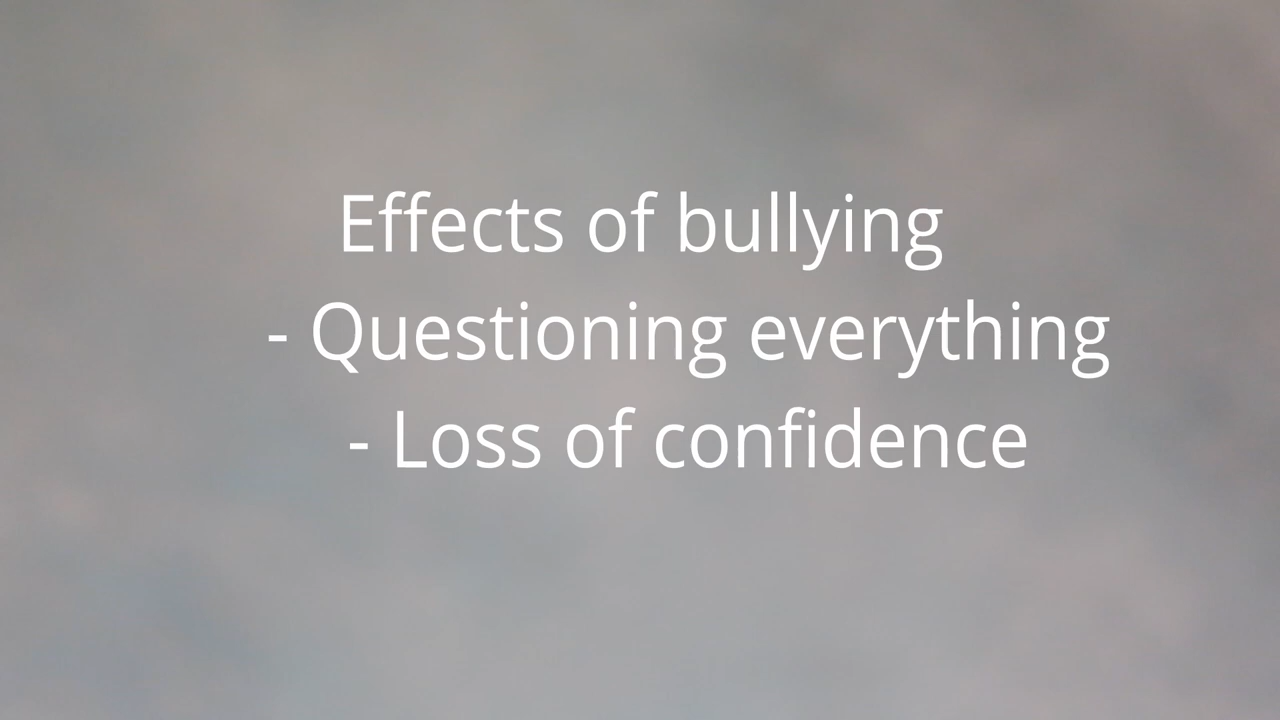 Effects of bullying
- Questioning everything
- Loss of confidence